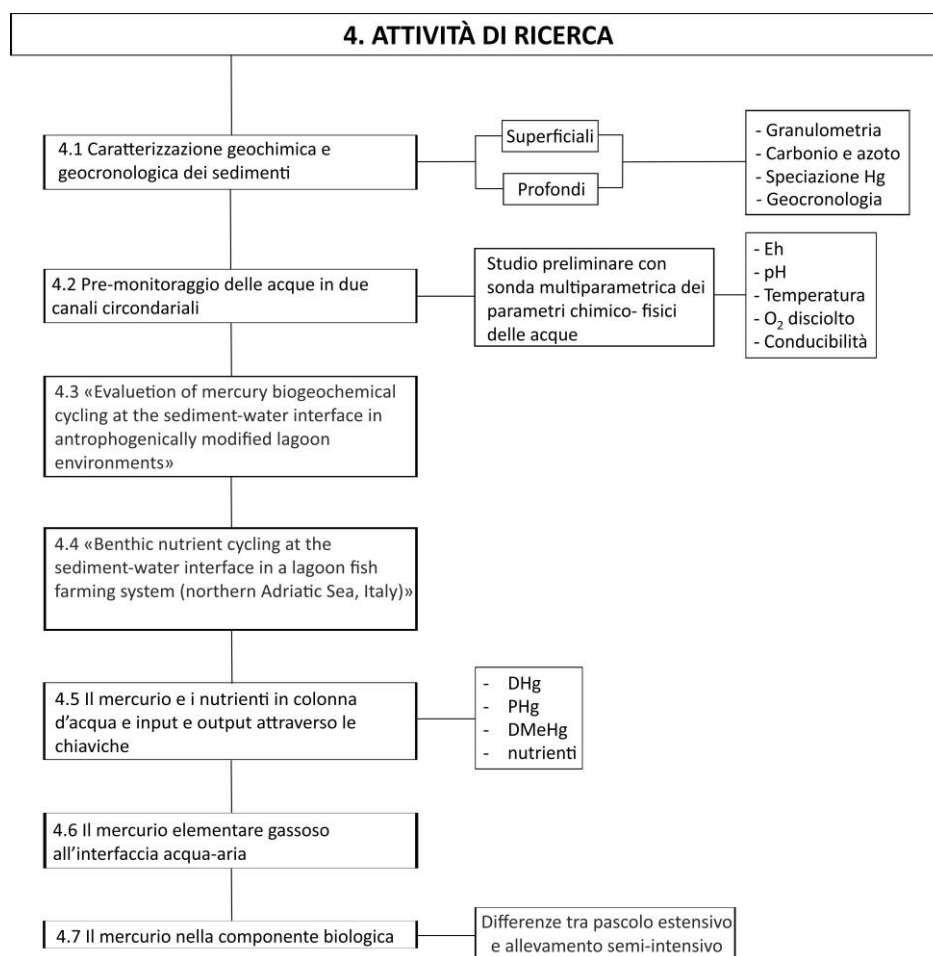 4. ATTIVITÀ DI RICERCA
4.1 Caratterizzazione geochimica e
geocronologica dei sedimenti
Superficiali
Profondi
- Granulometria
- Carbonio e azoto
- Speciazione Hg
- Geocronologia
4.2 Pre-monitoraggio delle acque in due
canali circondariali
Studio preliminare con
sonda multiparametrica dei
parametri chimico- fisici
delle acque
- Eh
- pH
- Temperatura
- O₂ disciolto
- Conducibilità
4.3 «Evaluetion of mercury biogeochemical
cycling at the sediment-water interface in
antrophogenically modified lagoon
environments»
4.4 «Benthic nutrient cycling at the
sediment-water interface in a lagoon fish
farming system (northern Adriatic Sea, Italy)»
4.5 Il mercurio e i nutrienti in colonna
d'acqua e input e output attraverso le
chiaviche
- DHg
- PHg
- DMeHg
- nutrienti
4.6 Il mercurio elementare gassoso
all'interfaccia acqua-aria
4.7 Il mercurio nella componente biologica
Differenze tra pascolo estensivo
e allevamento semi-intensivo